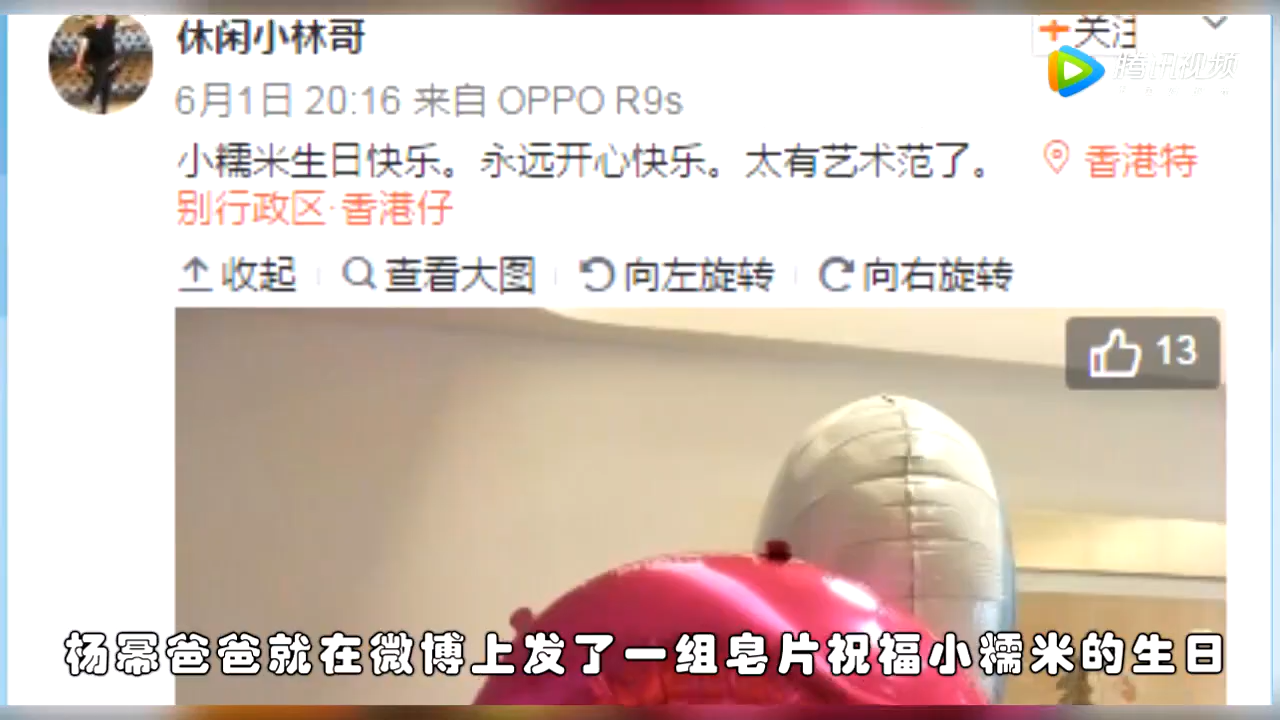 休闲小林哥
+关注
腾讯视频
6月1日 20:16 来自 OPPO R9s
小糯米生日快乐。永远开心快乐。太有艺术范了。 香港特
别行政区·香港仔
收起 查看大图 向左旋转 向右旋转
13
杨幂爸爸就在微博上发了一组皂片祝福小糯米的生日